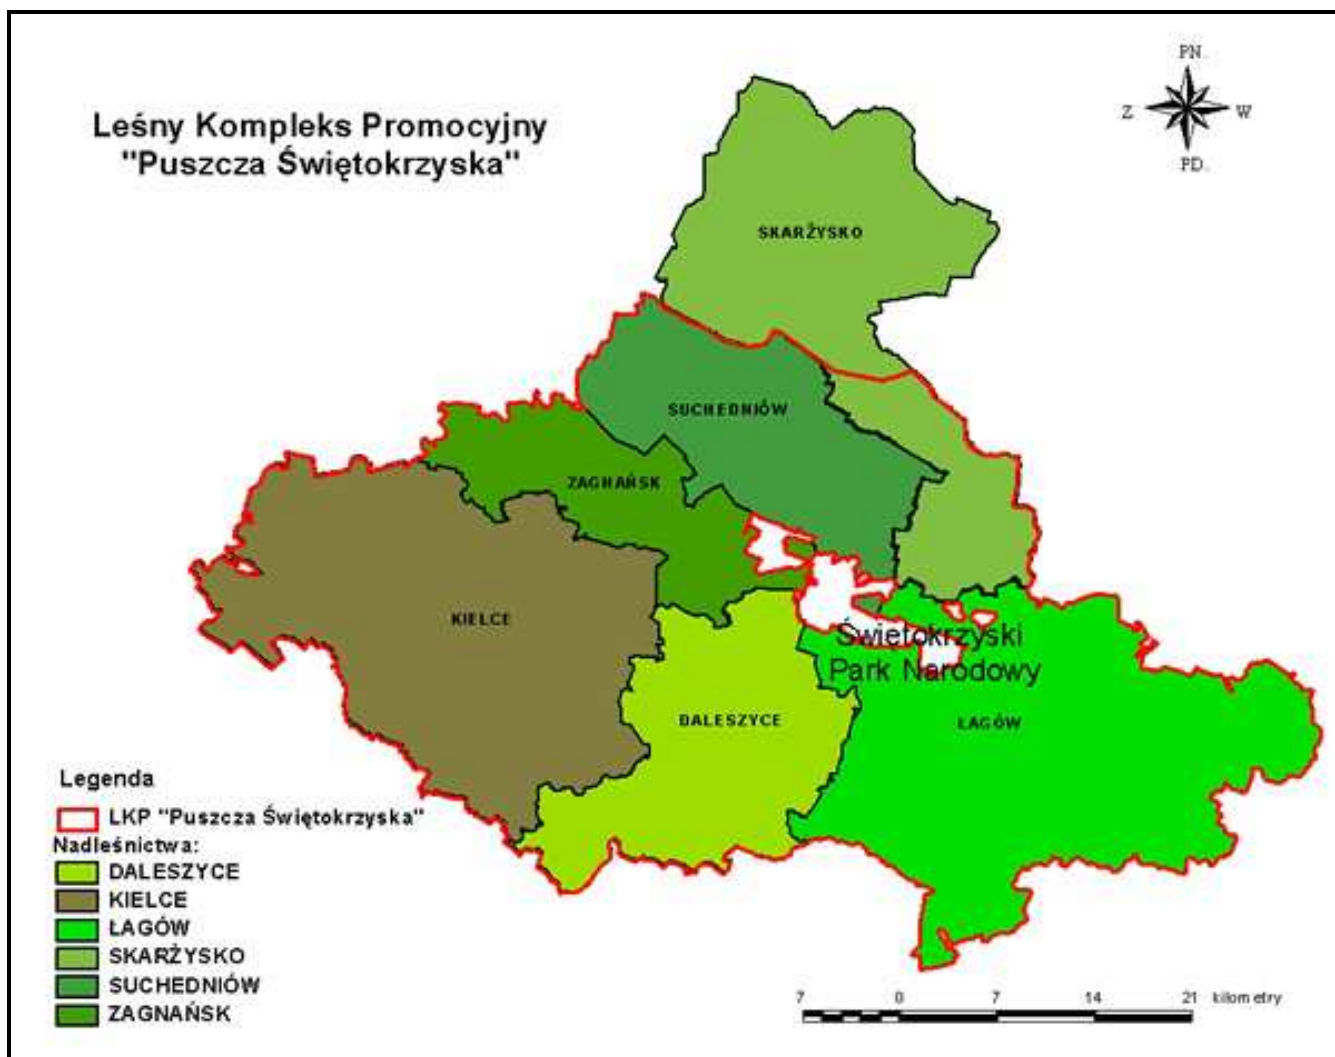 PN.
Z W
PD.
Leśny Kompleks Promocyjny
"Puszcza Świętokrzyska"
SKARŻYSKO
SUCHEDNIÓW
ZAGNAŃSK
KIELCE
Świętokrzyski
Park Narodowy
DALESZYCE
ŁAGÓW
Legenda
LKP "Puszcza Świętokrzyska"
Nadleśnictwa:
DALESZYCE
KIELCE
ŁAGÓW
SKARŻYSKO
SUCHEDNIÓW
ZAGNAŃSK
7 0 7 14 21 kilometry